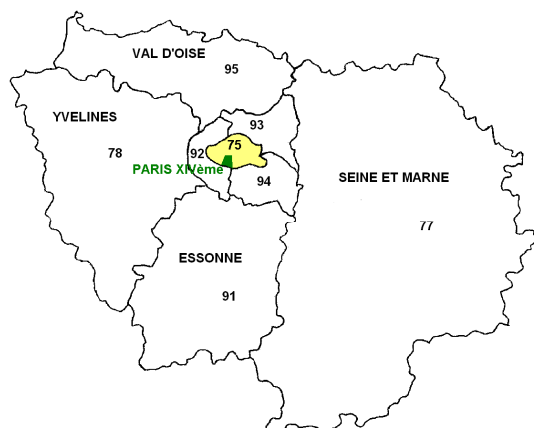 VAL D'OISE
95
YVELINES
78
93
75
92
PARIS XIVème
94
SEINE ET MARNE
77
ESSONNE
91